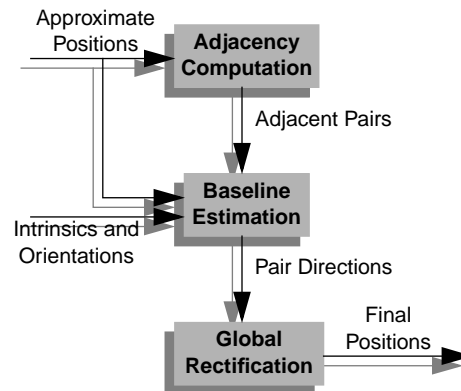 Approximate
Positions
Adjacency
Computation
Adjacent Pairs
Baseline
Estimation
Intrinsics and
Orientations
Pair Directions
Global
Rectification
Final
Positions